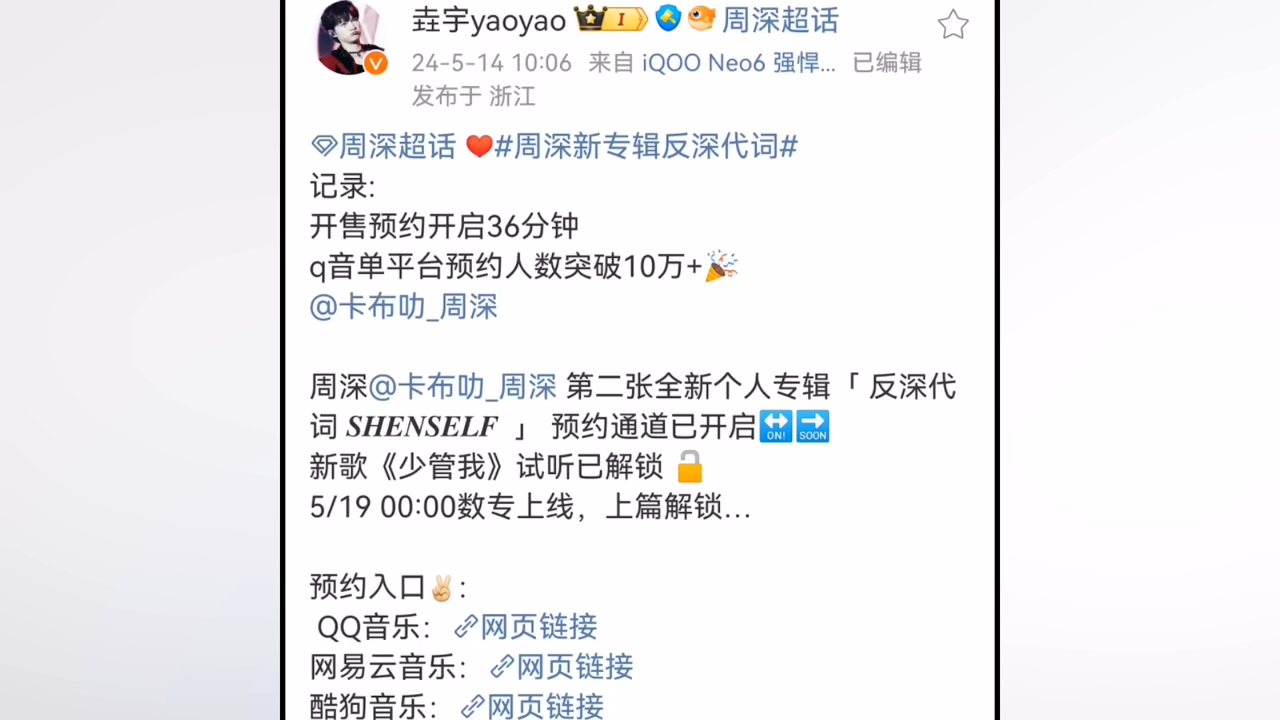 垚宇yaoyao I 周深超话
24-5-14 10:06 来自 iQOO Neo6 强悍... 已编辑
发布于 浙江
周深超话 ❤️#周深新专辑反深代词#
记录:
开售预约开启36分钟
q音单平台预约人数突破10万+🎉
@卡布叻_周深
周深@卡布叻_周深 第二张全新个人专辑「 反深代
词 SHENSELF 」 预约通道已开启🔛🔜
新歌《少管我》试听已解锁 🔓
5/19 00:00数专上线，上篇解锁...
预约入口✌🏻:
QQ音乐： 网页链接
网易云音乐： 网页链接
酷狗音乐： 网页链接